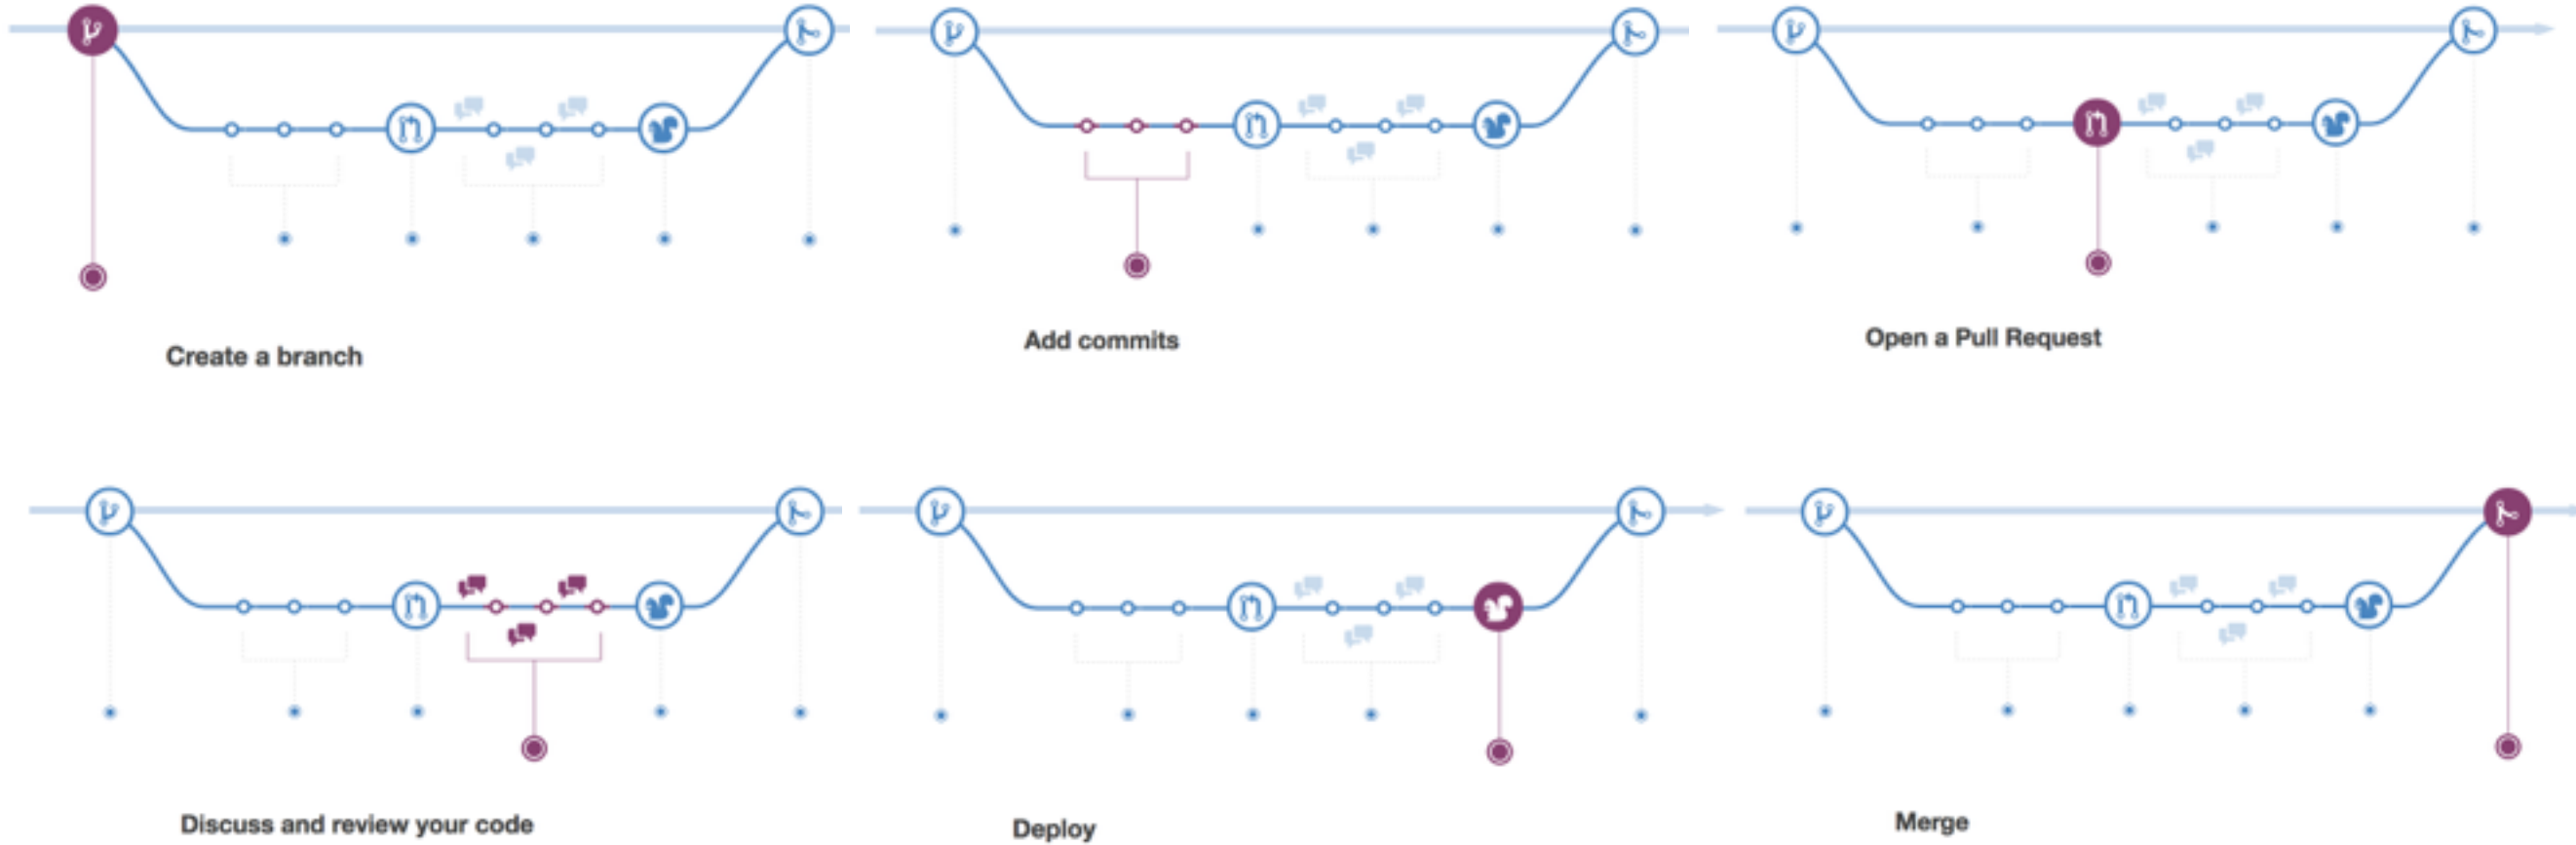 Create a branch
Add commits
Open a Pull Request
Discuss and review your code
Deploy
Merge